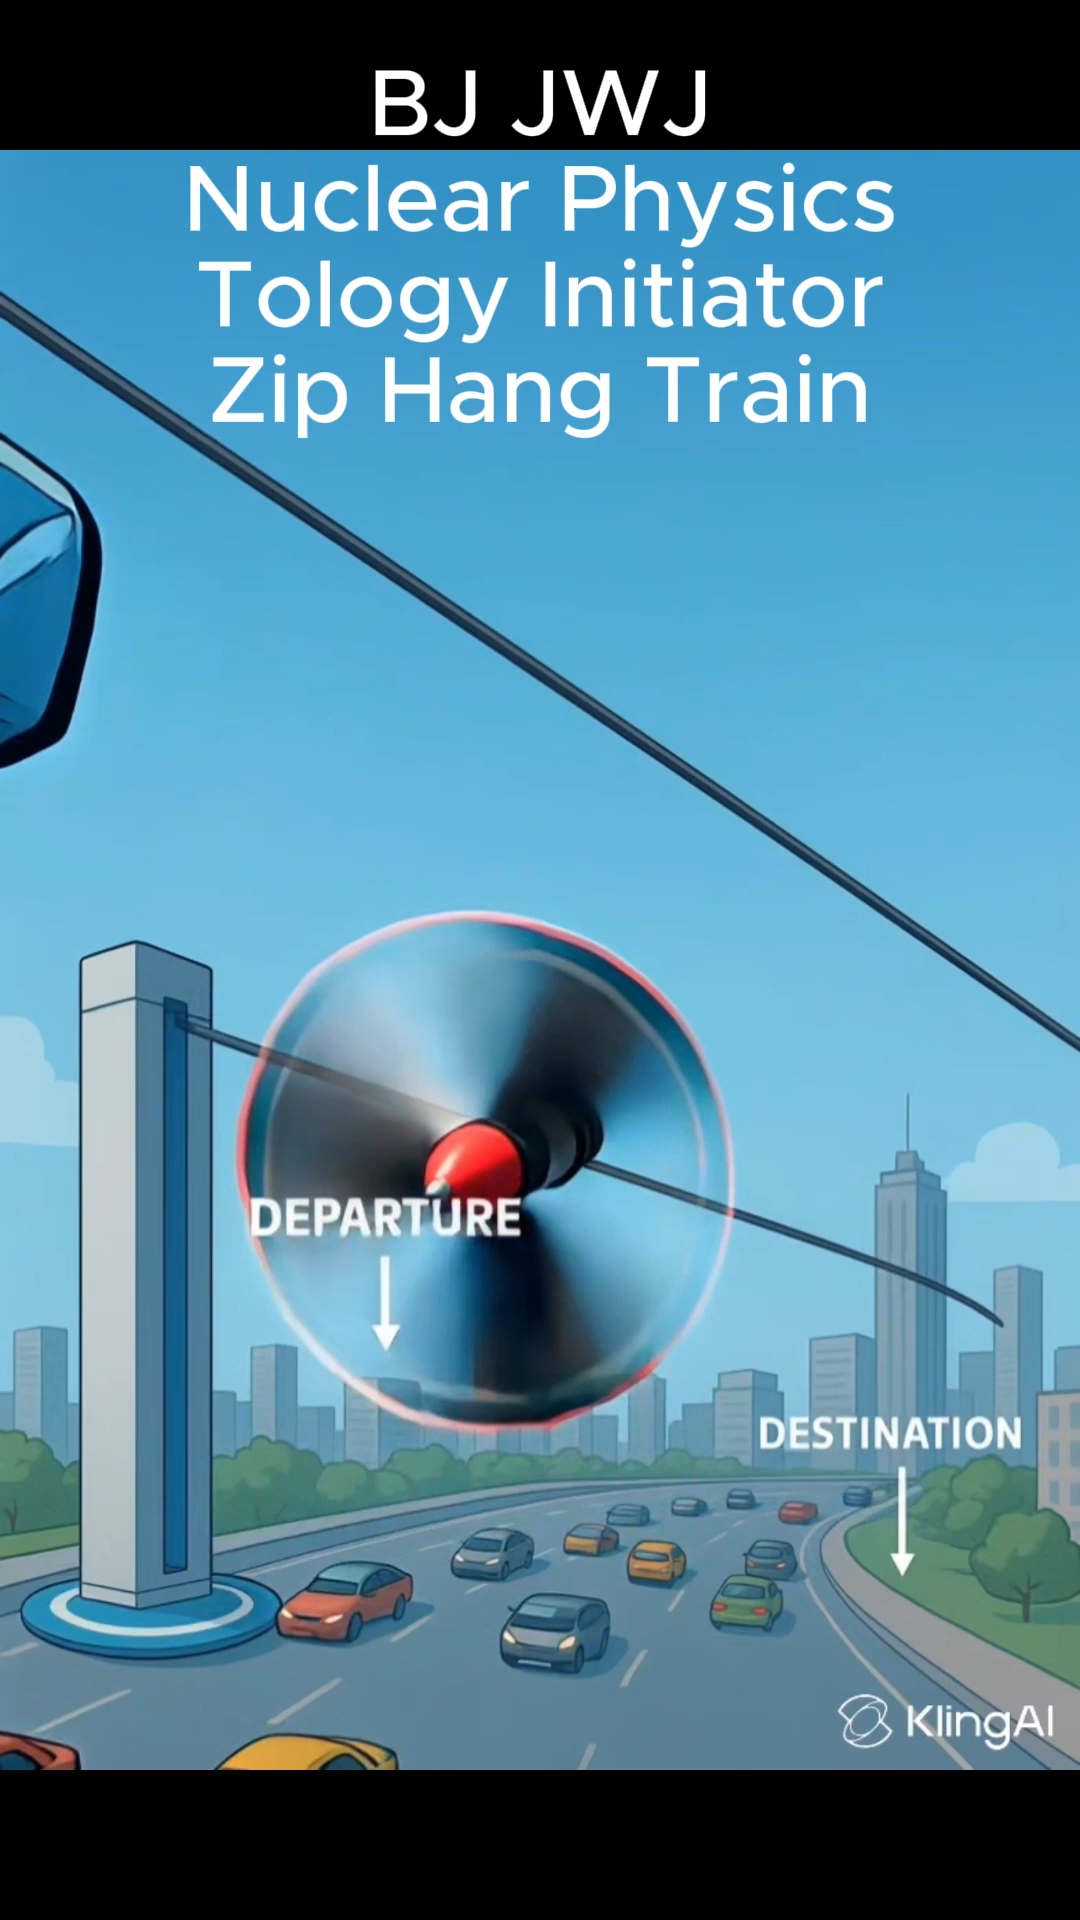 BJ JWJ
Nuclear Physics
Tology Initiator
Zip Hang Train
DEPARTURE
DESTINATION
KlingAI